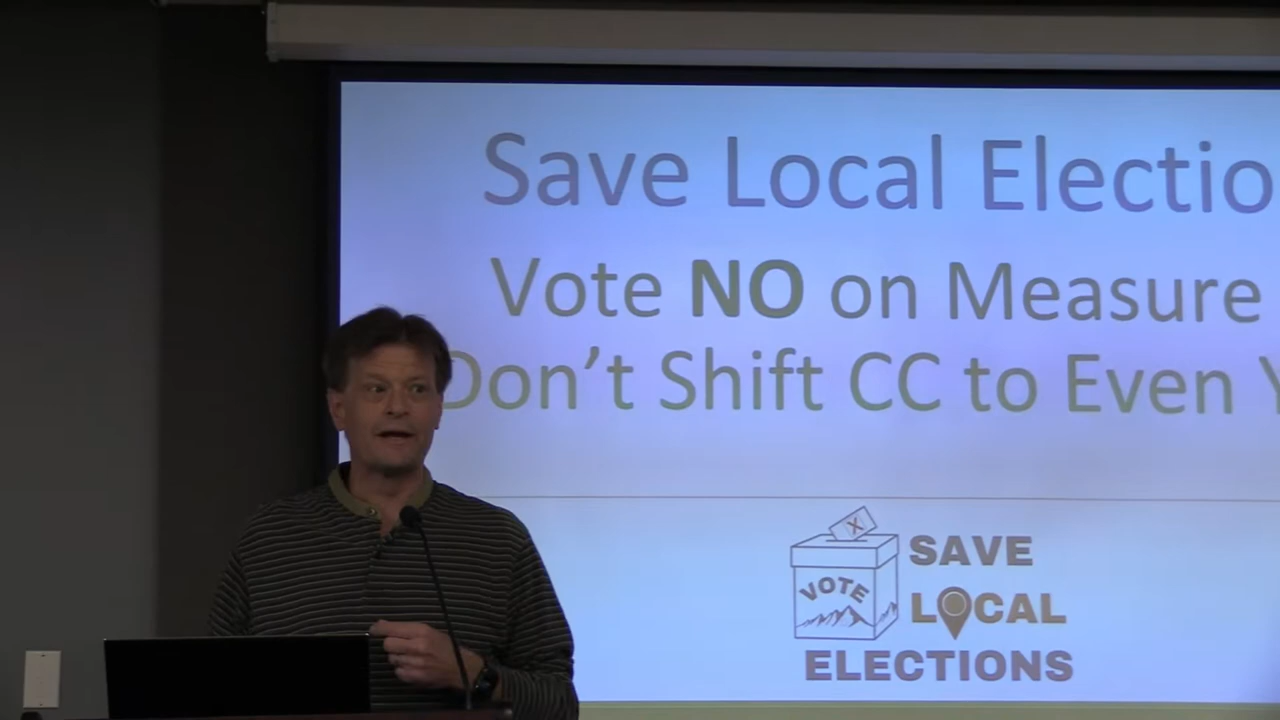 Save Local Electio
Vote NO on Measure
Don't Shift CC to Even Y
VOTE
SAVE
LOCAL
ELECTIONS